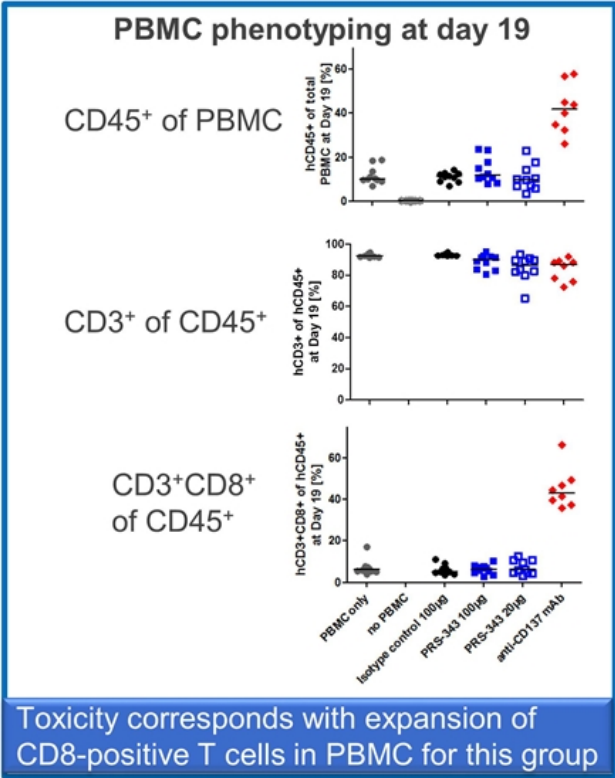 PBMC phenotyping at day 19
CD45+ of PBMC
hCD45+ of total
PBMC at Day 19 [%]
60
40
20
0
CD3+ of CD45+
hCD3+ of hCD45+
at Day 19 [%]
100
80
60
40
20
0
CD3+CD8+
of CD45+
hCD3+CD8+ of hCD45+
at Day 19 [%]
60
40
20
0
PBMC only
no PBMC
Isotype control 100µg
PRS-343 100µg
PRS-343 20µg
anti-CD137 mAb
Toxicity corresponds with expansion of
CD8-positive T cells in PBMC for this group